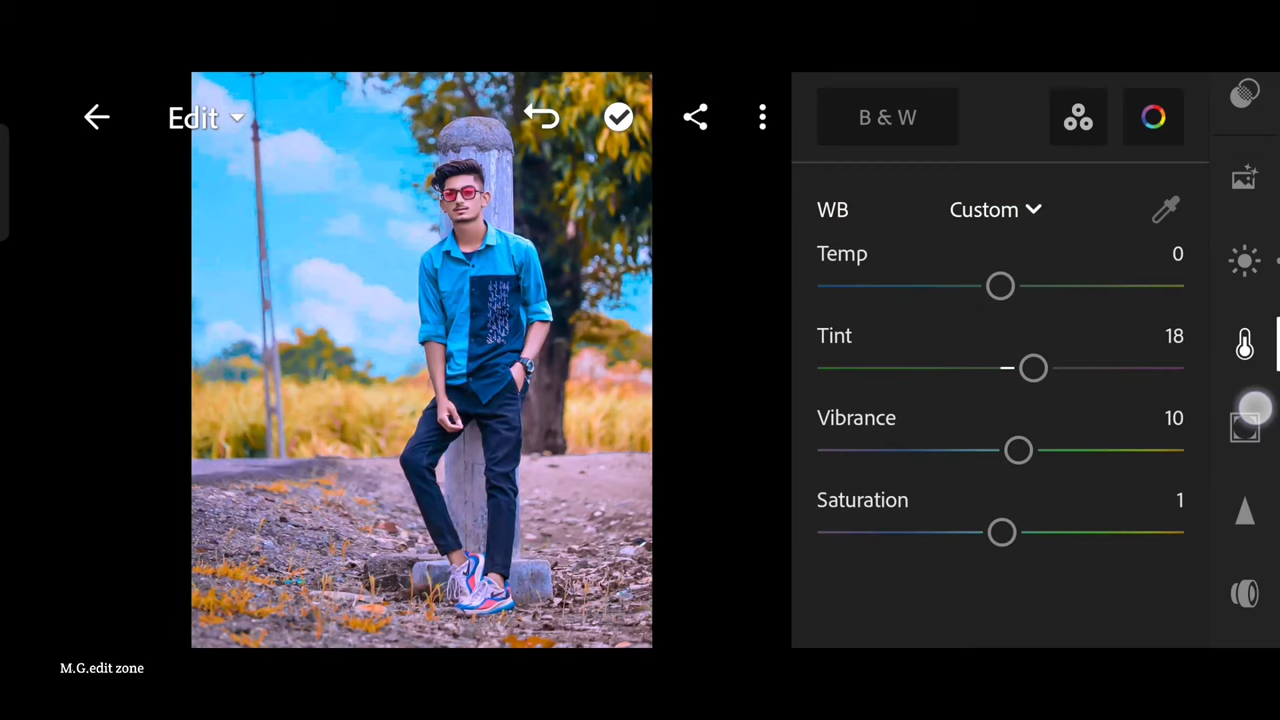 Edit
B & W
WB
Custom
Temp
0
Tint
18
Vibrance
10
Saturation
1
M.G.edit zone